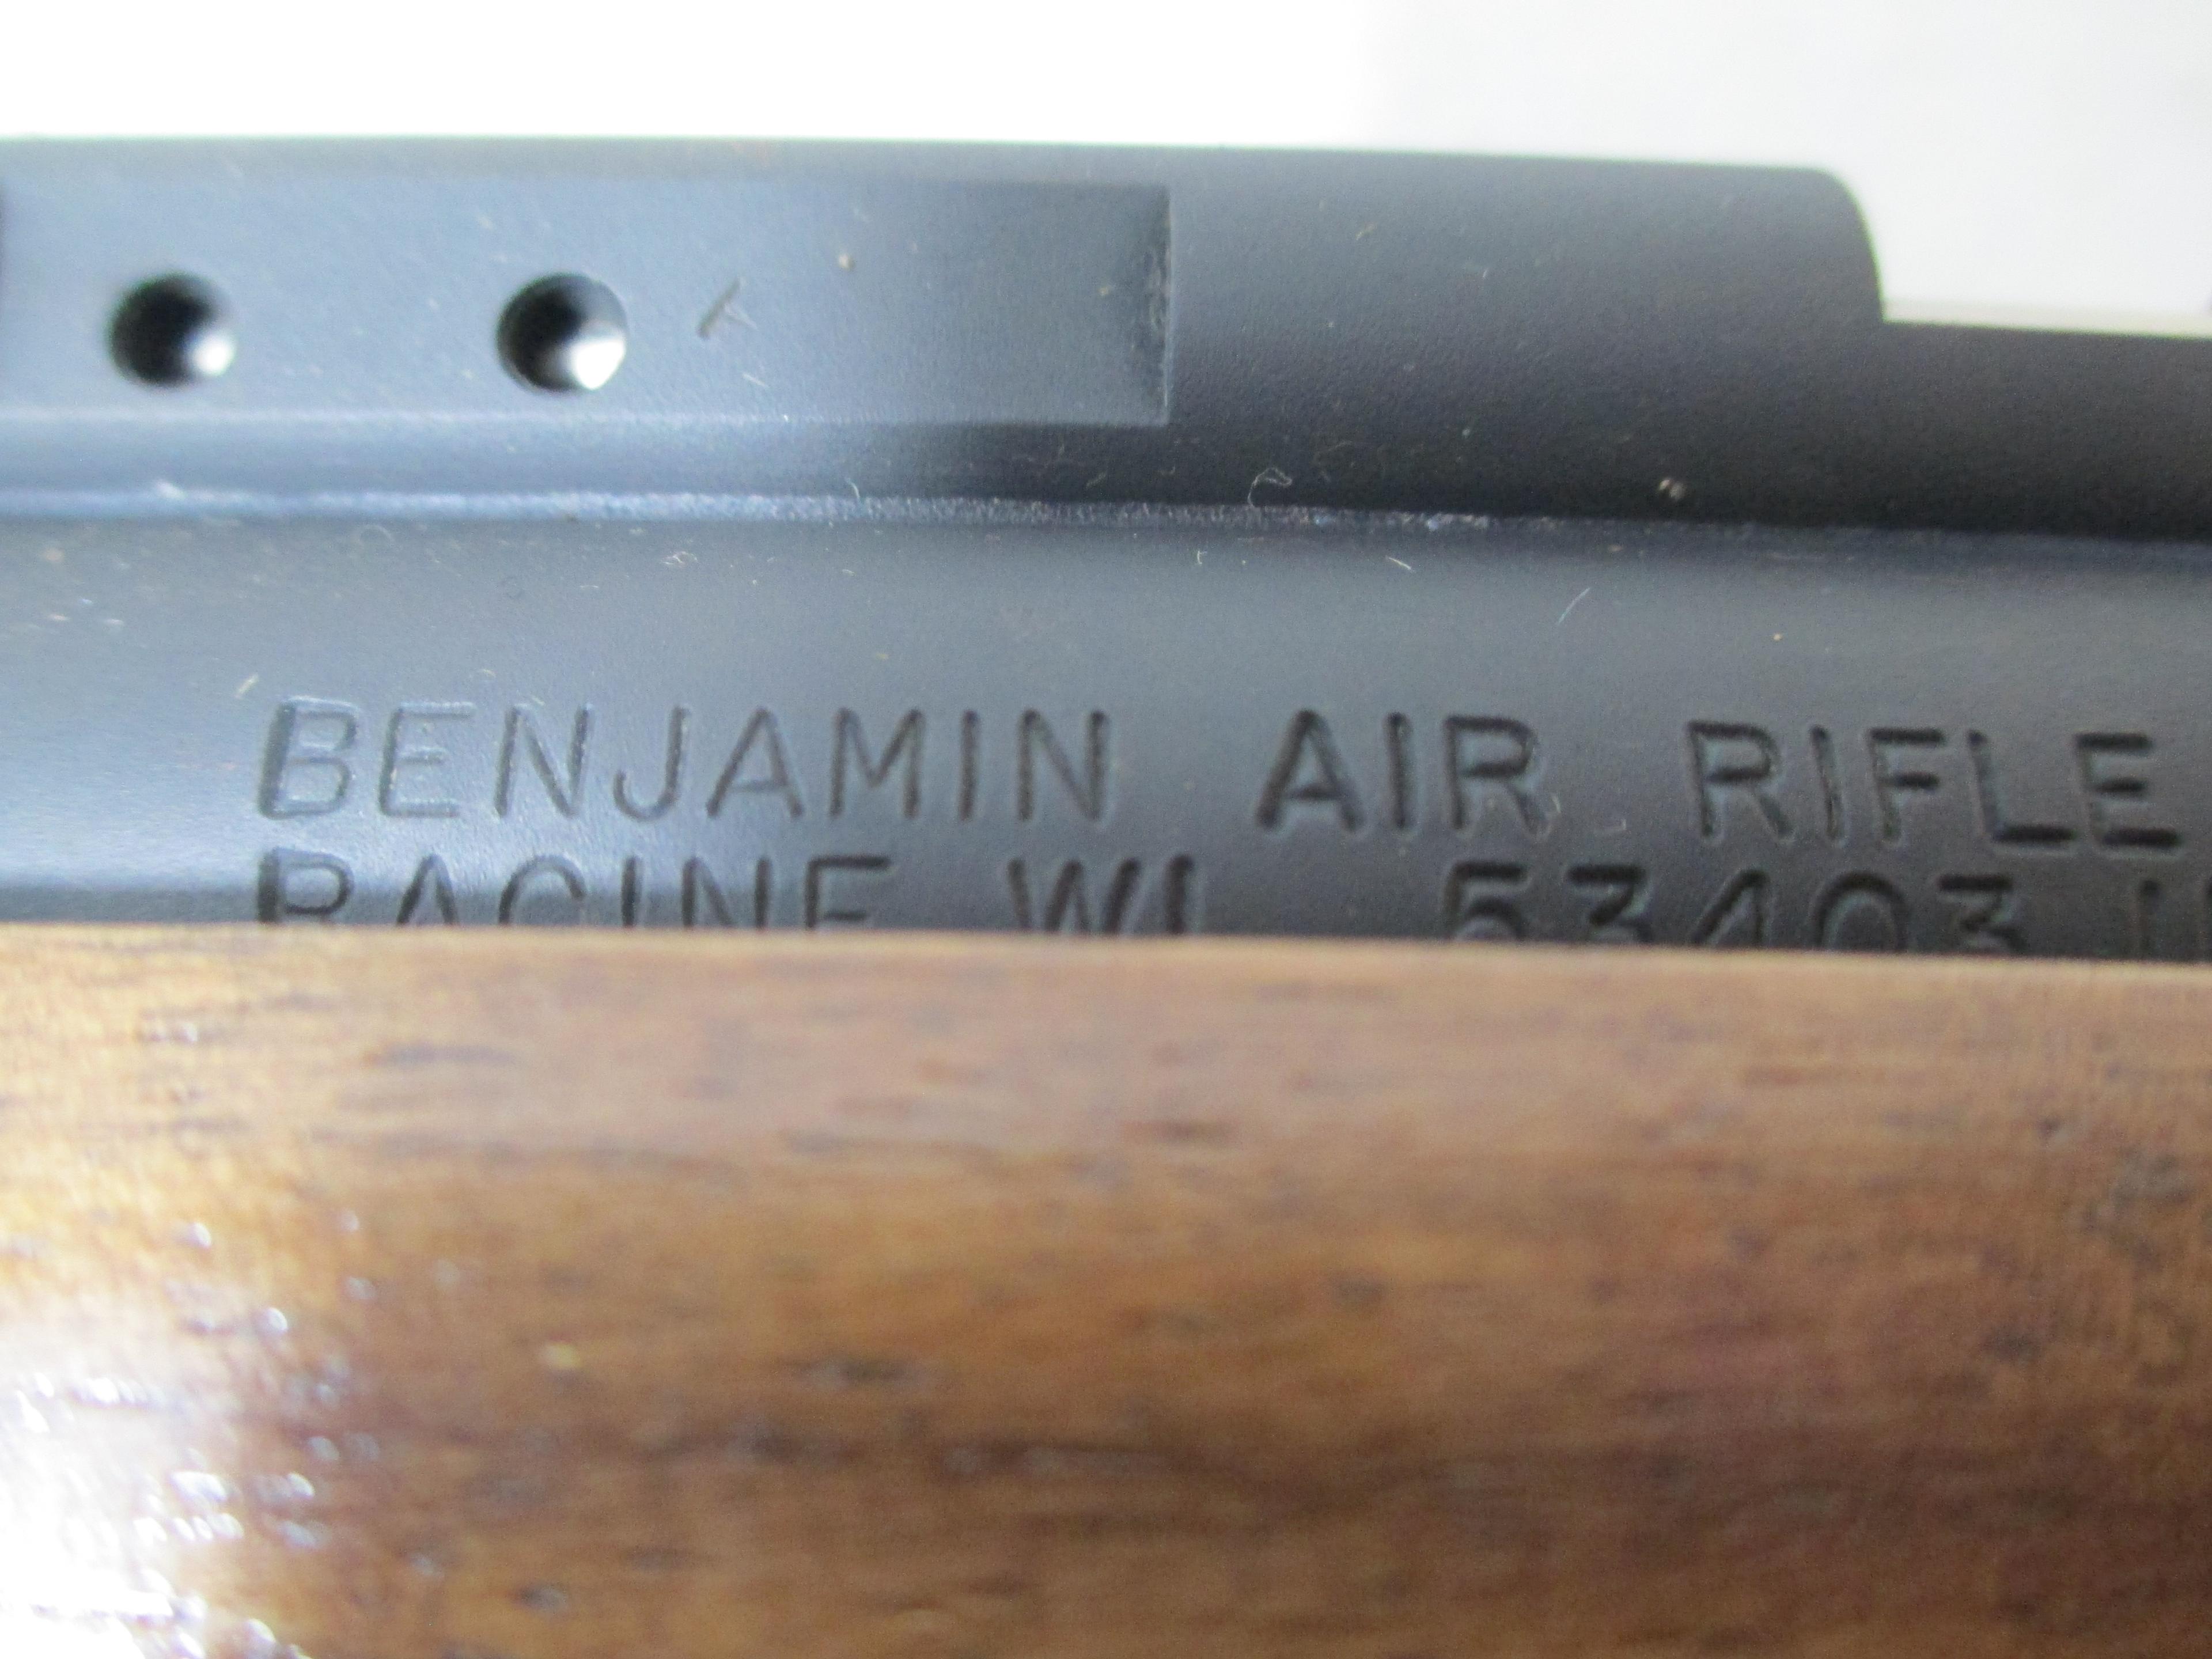 BENJAMIN AIR RIFLE
RACINE WI. 53403